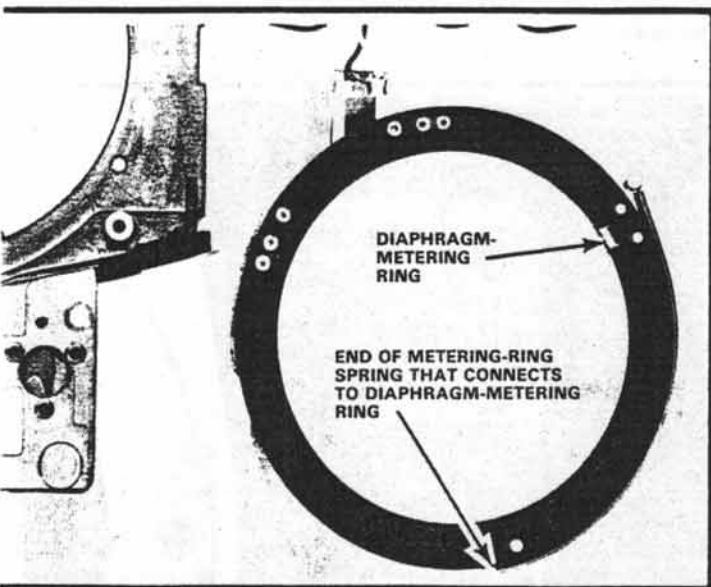 DIAPHRAGM-
METERING
RING
END OF METERING-RING
SPRING THAT CONNECTS
TO DIAPHRAGM-METERING
RING